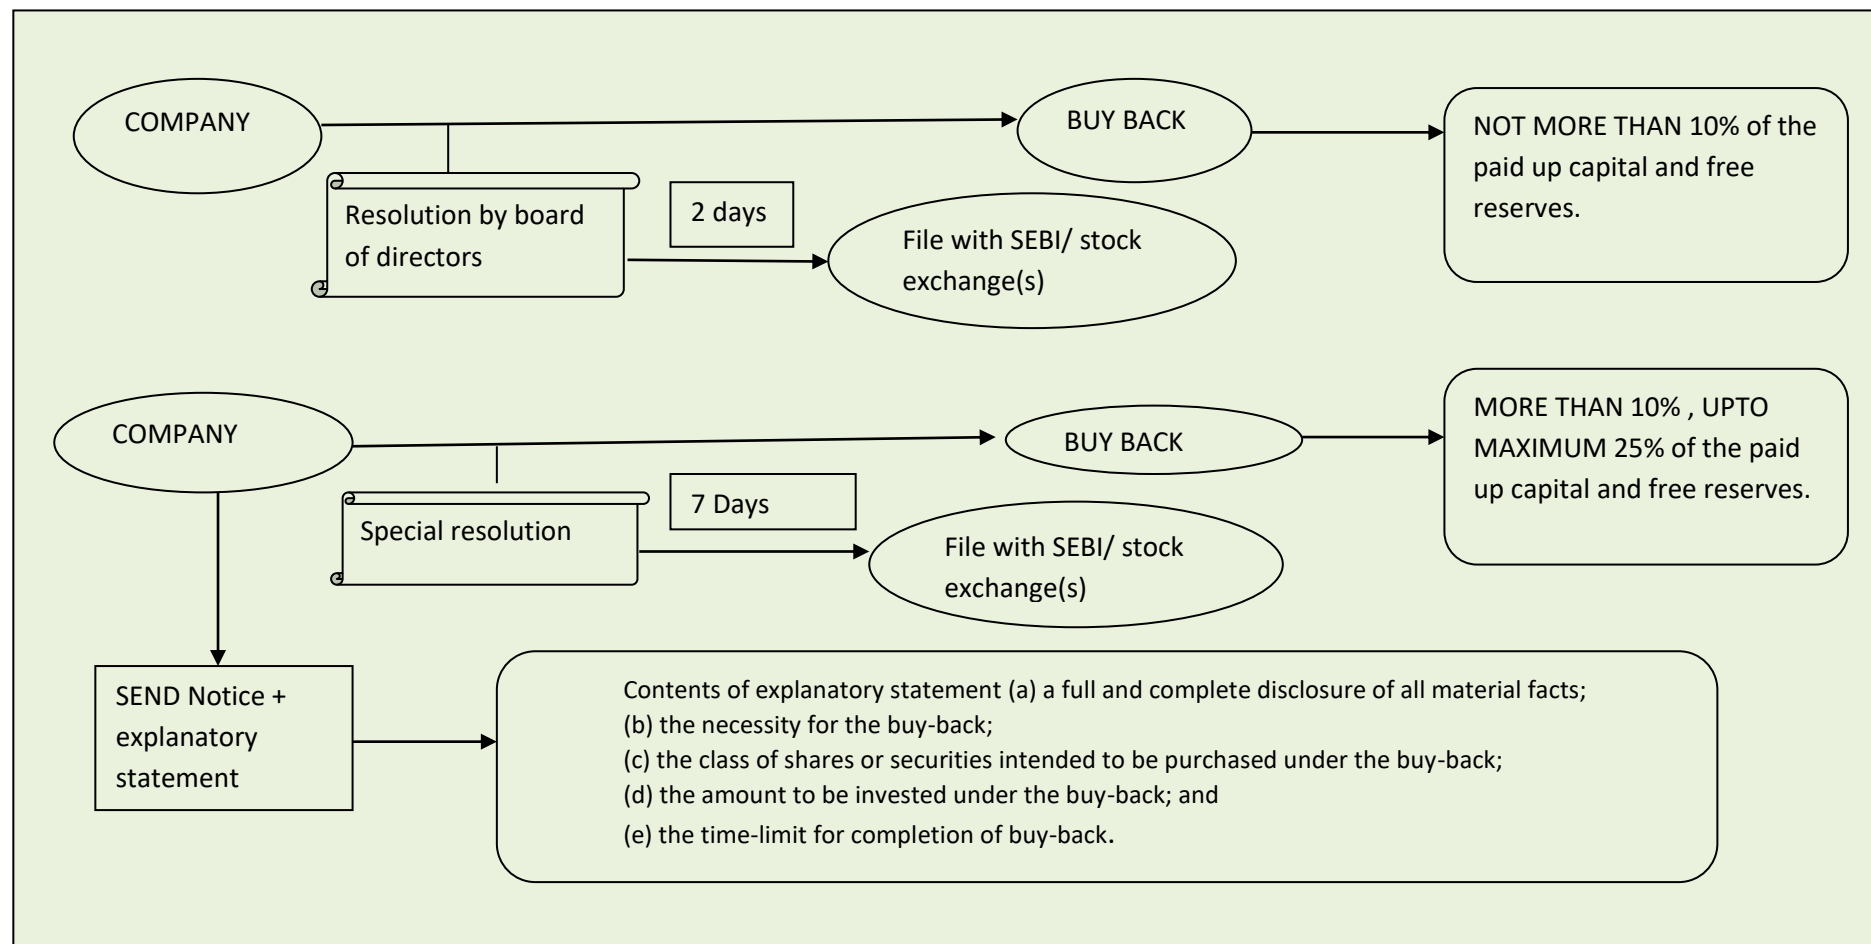 COMPANY
BUY BACK
NOT MORE THAN 10% of the
paid up capital and free
reserves.
Resolution by board
of directors
2 days
File with SEBI/ stock
exchange(s)
COMPANY
BUY BACK
MORE THAN 10% , UPTO
MAXIMUM 25% of the paid
up capital and free reserves.
Special resolution
7 Days
File with SEBI/ stock
exchange(s)
SEND Notice +
explanatory
statement
Contents of explanatory statement (a) a full and complete disclosure of all material facts;
(b) the necessity for the buy-back;
(c) the class of shares or securities intended to be purchased under the buy-back;
(d) the amount to be invested under the buy-back; and
(e) the time-limit for completion of buy-back.